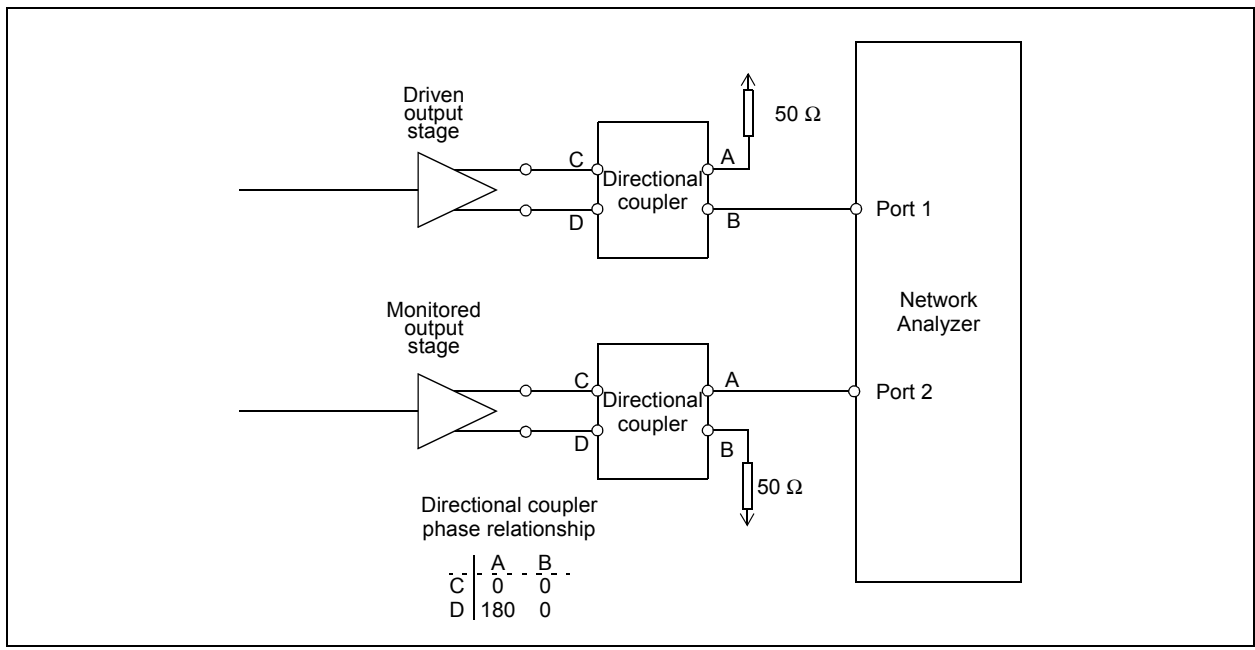 Driven
output
stage
C
D
Directional
coupler
A
B
50 Ω
Port 1
Monitored
output
stage
C
D
Directional
coupler
A
B
50 Ω
Port 2
Network
Analyzer
Directional coupler
phase relationship
A B
C 0 0
D 180 0